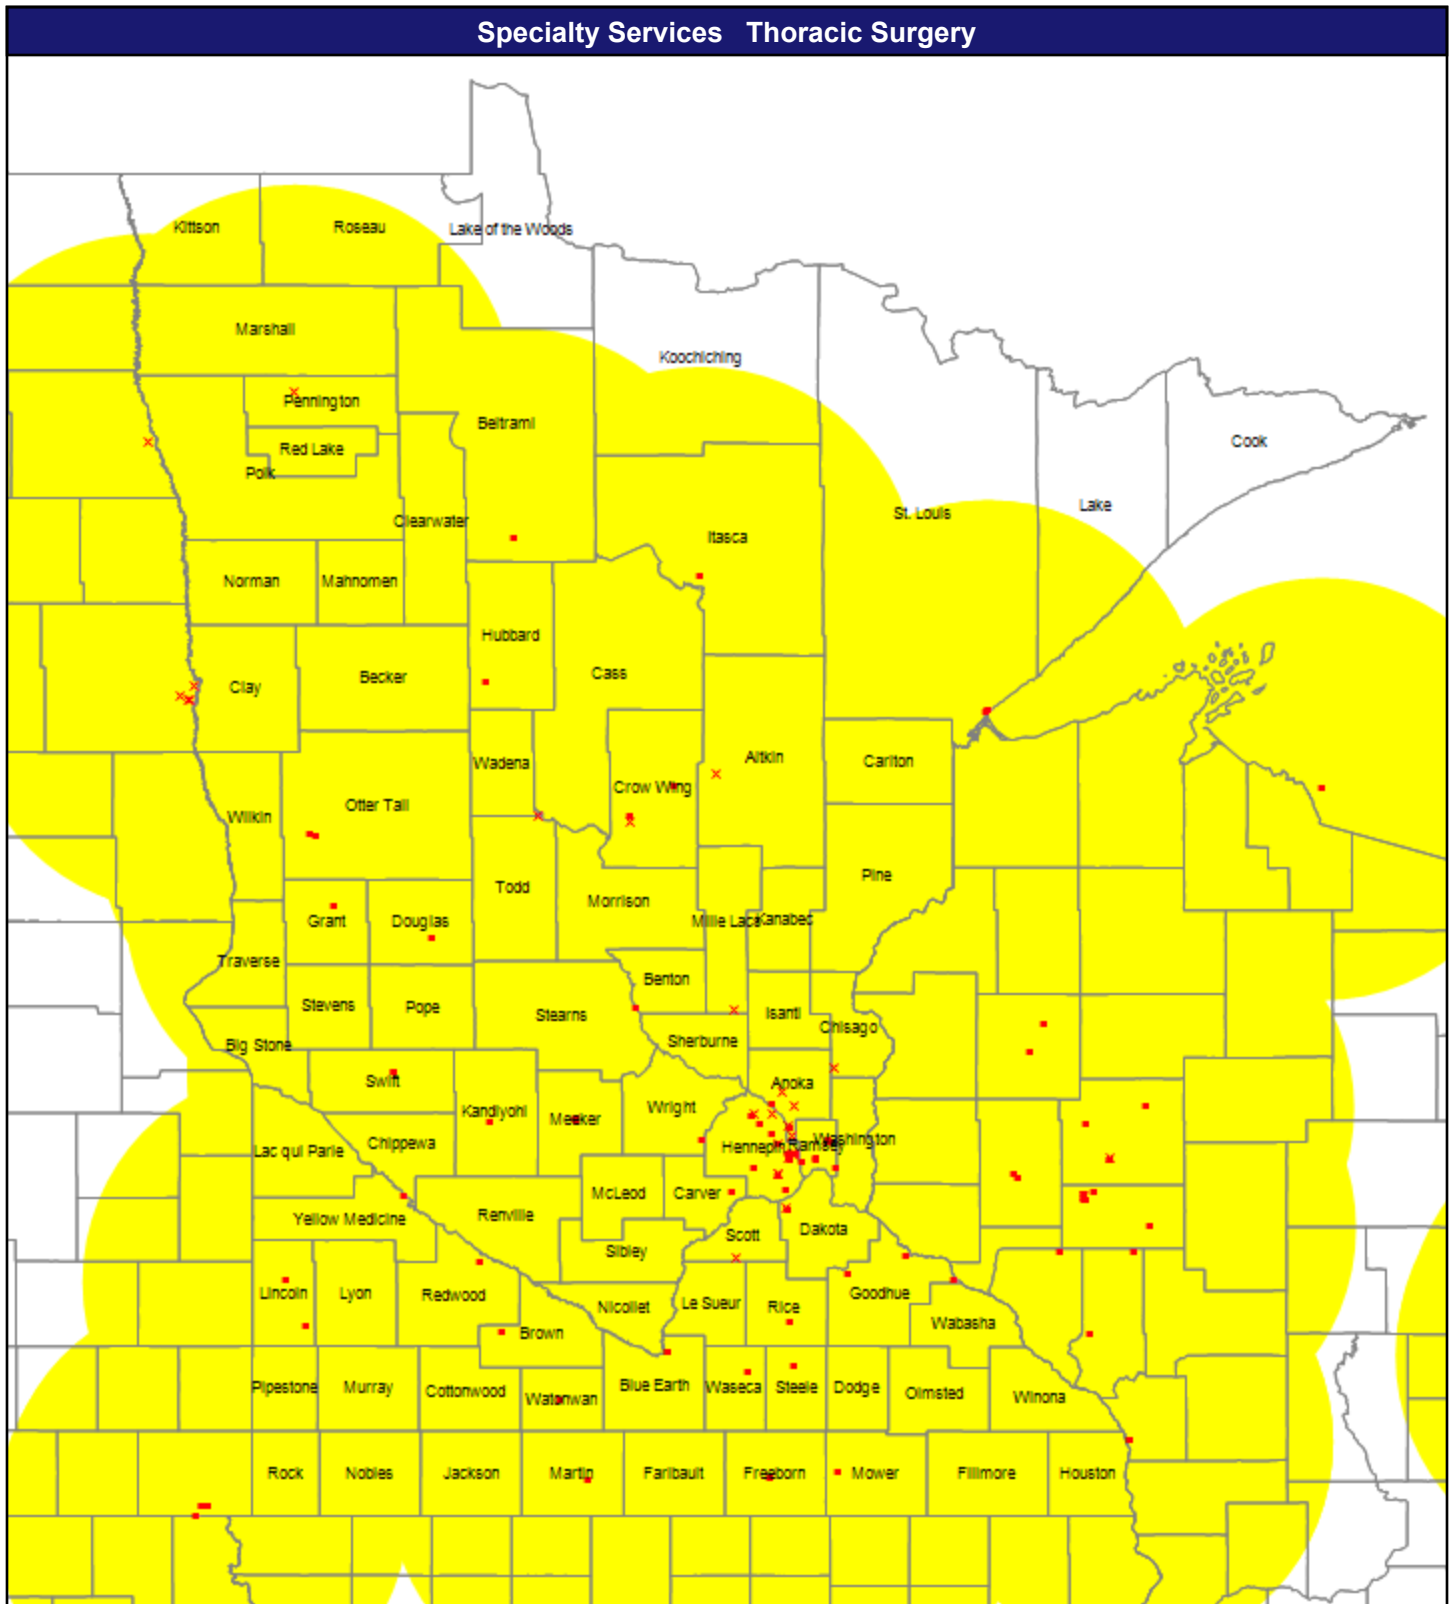 Specialty Services   Thoracic Surgery
Kittson
Roseau
Lake of the Woods
Marshall
Koochiching
Pennington
Beltrami
Red Lake
Cook
Polk
Lake
St. Louis
Clearwater
Itasca
Norman
Mahnomen
Hubbard
Cass
Becker
Clay
Aitkin
Carlton
Wadena
Crow Wing
Otter Tail
Wilkin
Pine
Todd
Morrison
Grant
Douglas
Mille Lacs
Kanabec
Traverse
Benton
Stevens
Pope
Stearns
Isanti
Chisago
Sherburne
Big Stone
Swift
Anoka
Kandiyohi
Meeker
Wright
Chippewa
Washington
Hennepin
Ramsey
Lac qui Parle
McLeod
Carver
Yellow Medicine
Renville
Dakota
Scott
Sibley
Lincoln
Lyon
Redwood
Nicollet
Le Sueur
Rice
Goodhue
Brown
Wabasha
Pipestone
Murray
Cottonwood
Watonwan
Blue Earth
Waseca
Steele
Dodge
Olmsted
Winona
Rock
Nobles
Jackson
Martin
Faribault
Freeborn
Mower
Fillmore
Houston